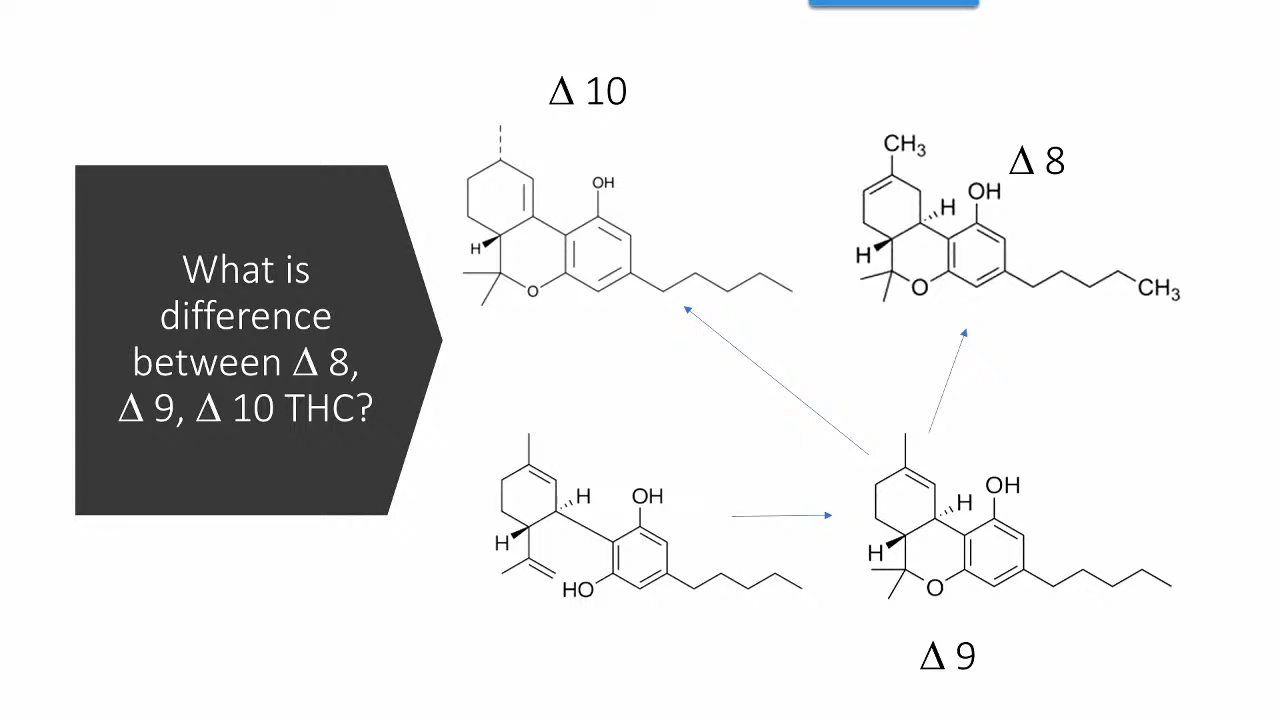 What is
difference
between Δ 8,
Δ 9, Δ 10 THC?
Δ 10
OH
H
O
Δ 8
CH₃
OH
H
H
O
CH₃
H
OH
H
HO
H
OH
H
O
Δ 9